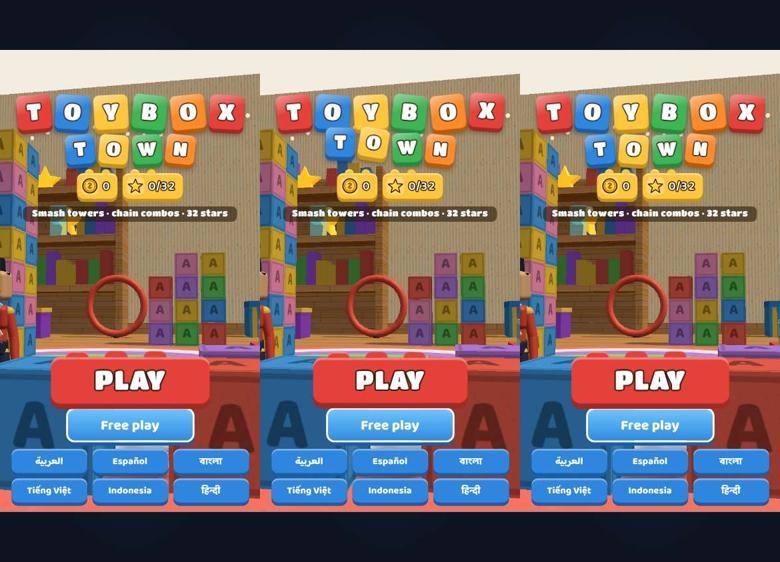 TOYBOX
TOWN
0 0/32
Smash towers · chain combos · 32 stars
A A A A A A A A A A A
PLAY
Free play
A A
العربية Español বাংলা
Tiếng Việt Indonesia हिन्दी
TOYBOX
TOWN
0 0/32
Smash towers · chain combos · 32 stars
PLAY
Free play
العربية Español বাংলা
Tiếng Việt Indonesia हिन्दी
TOYBOX
TOWN
0 0/32
Smash towers · chain combos · 32 stars
PLAY
Free play
العربية Español বাংলা
Tiếng Việt Indonesia हिन्दी